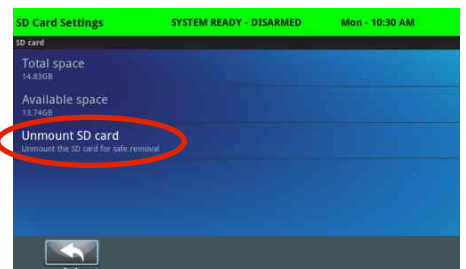 SD Card Settings SYSTEM READY - DISARMED Mon - 10:30 AM
SD card
Total space
14.83GB
Available space
13.74GB
Unmount SD card
Unmount the SD card for safe removal